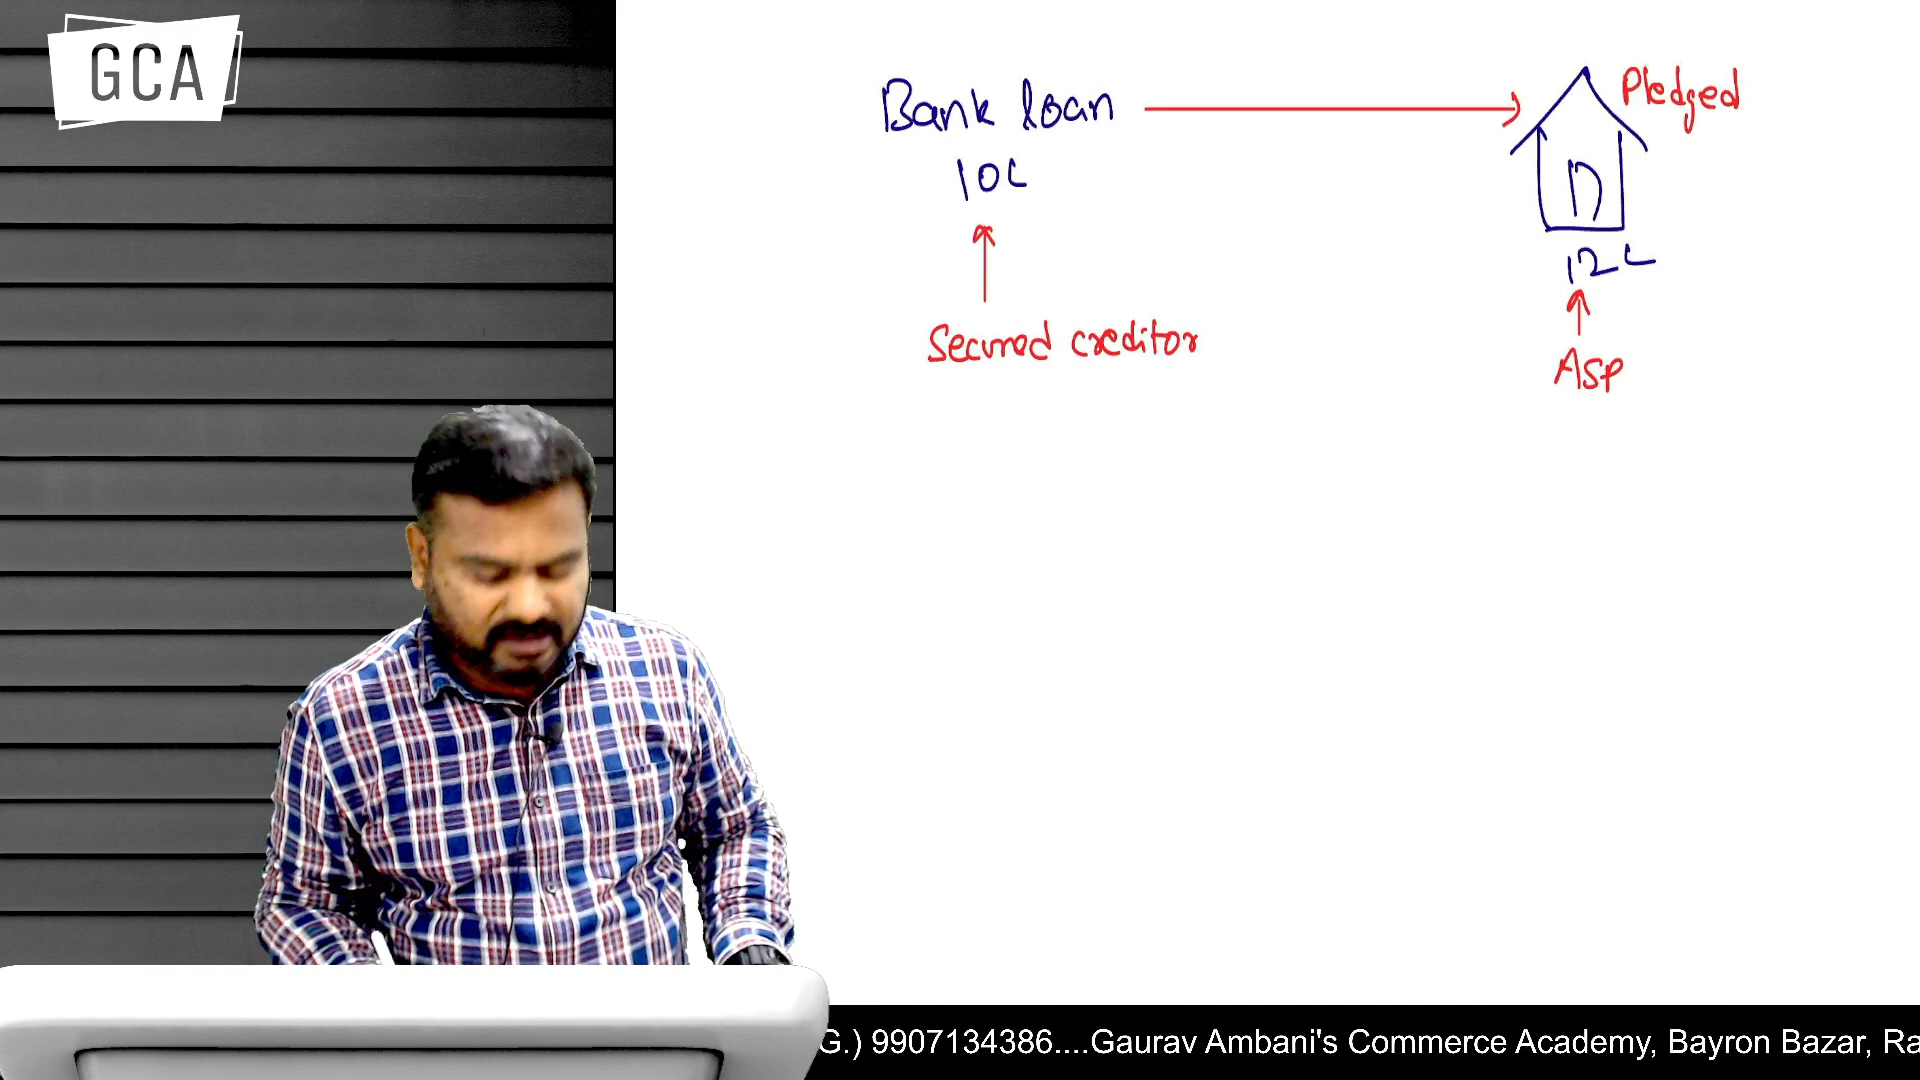 GCA
Bank loan
10L
Secured creditor
Pledged
12L
ASP
G.) 9907134386....Gaurav Ambani's Commerce Academy, Bayron Bazar, Ra